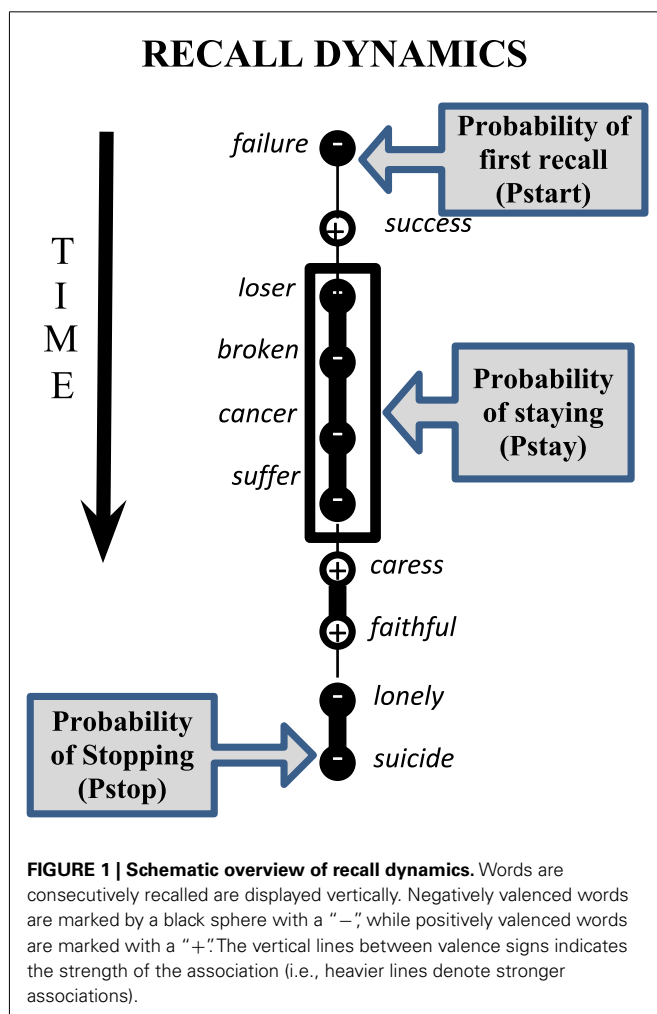 RECALL DYNAMICS
failure
-
Probability of
first recall
(Pstart)
+
success
T
I
M
E
loser
broken
-
cancer
-
suffer
-
Probability
of staying
(Pstay)
+
caress
+
faithful
-
lonely
-
suicide
Probability
of Stopping
(Pstop)
FIGURE 1 | Schematic overview of recall dynamics. Words are
consecutively recalled are displayed vertically. Negatively valenced words
are marked by a black sphere with a “−”, while positively valenced words
are marked with a “+”. The vertical lines between valence signs indicates
the strength of the association (i.e., heavier lines denote stronger
associations).